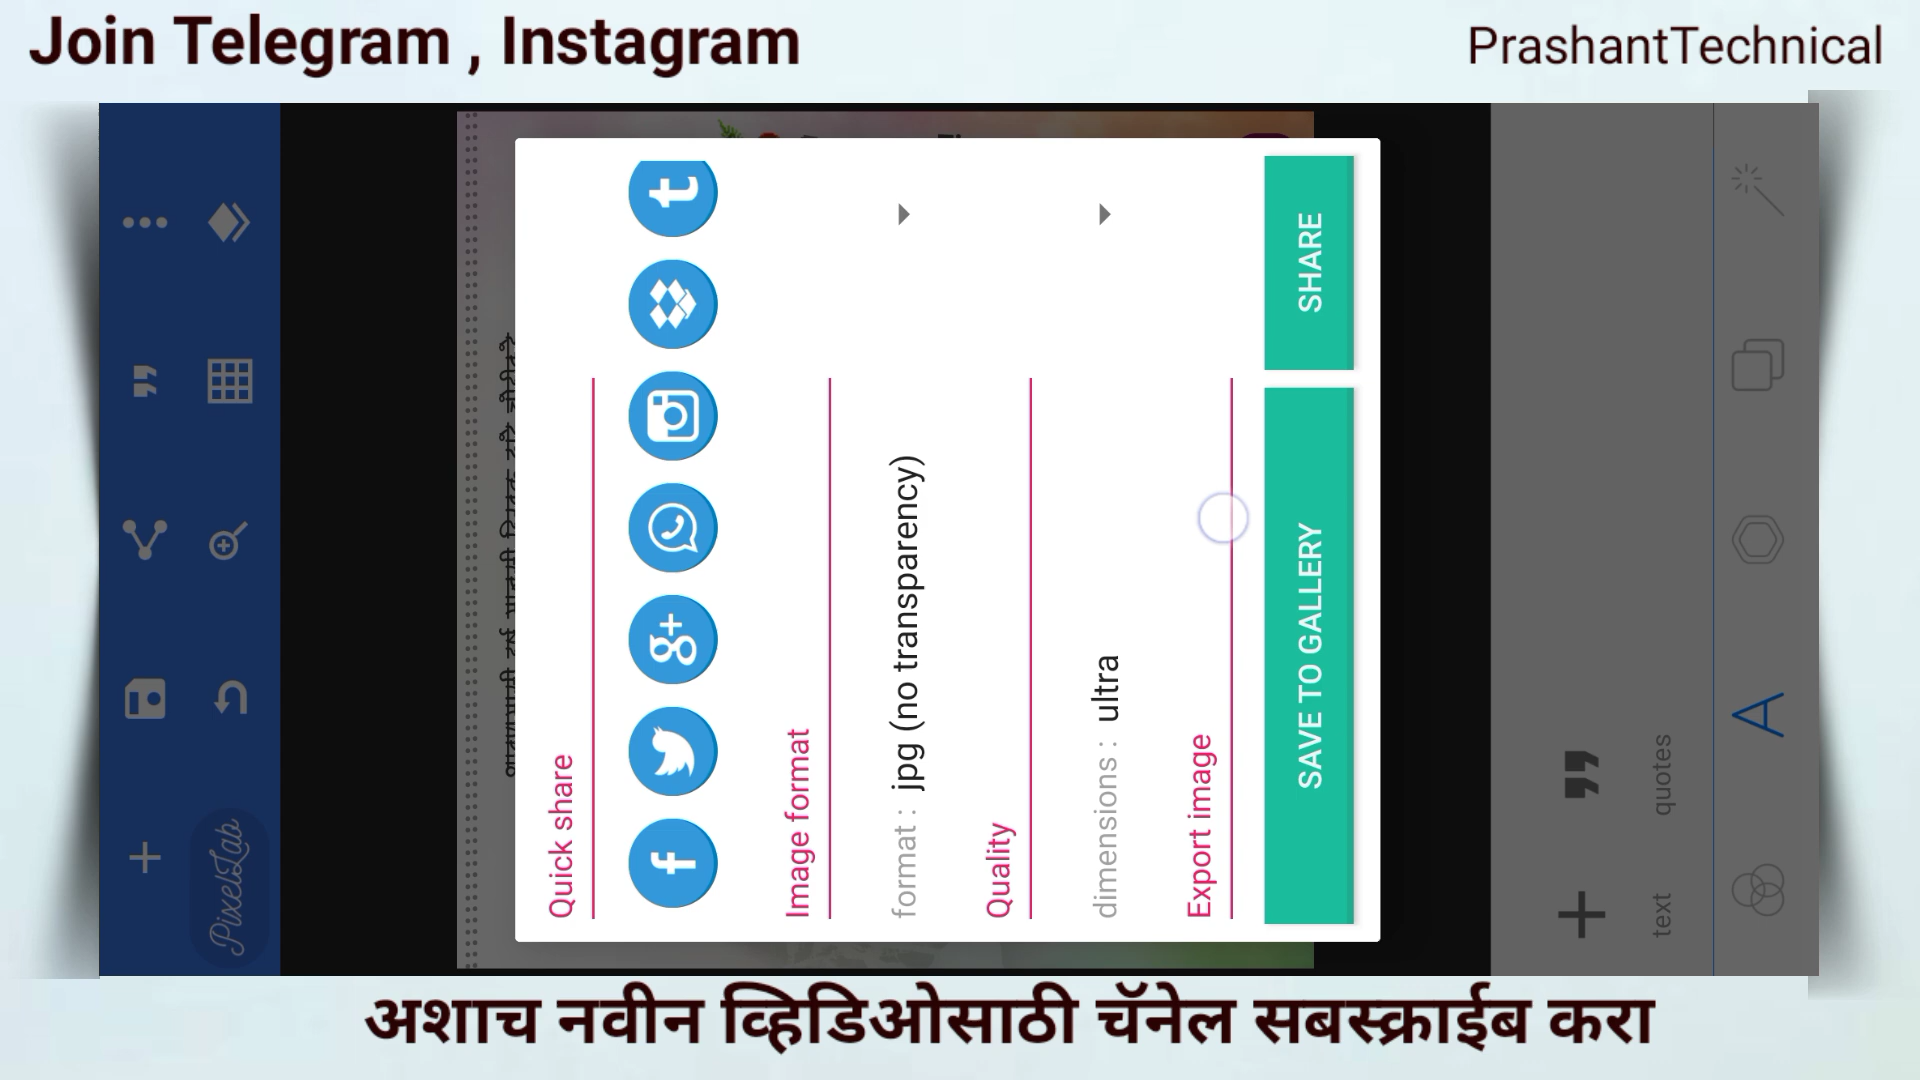 Join Telegram , Instagram
PrashantTechnical
PixelLab
Quick share
Image format
format : jpg (no transparency)
Quality
dimensions : ultra
Export image
SAVE TO GALLERY
SHARE
text
quotes
अशाच नवीन व्हिडिओसाठी चॅनेल सबस्क्राईब करा